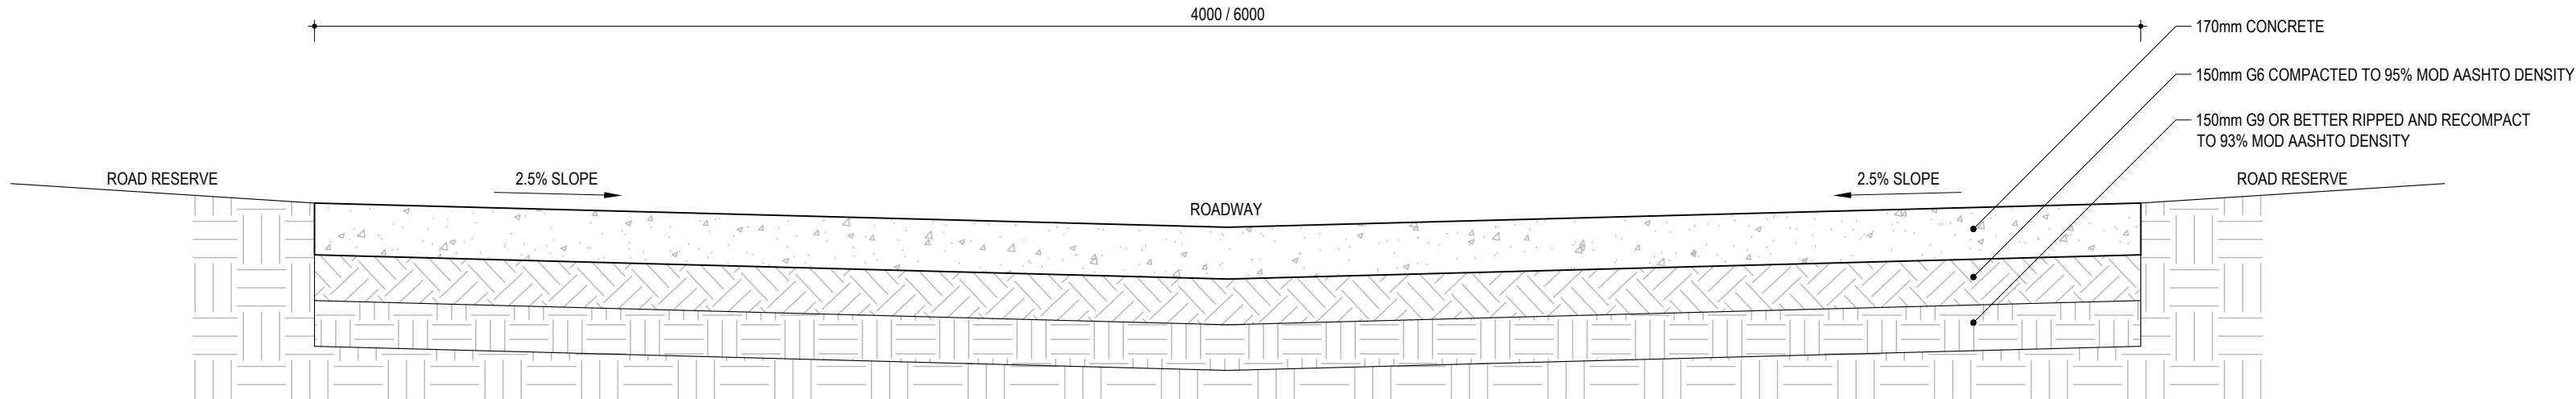 4000 / 6000
170mm CONCRETE
150mm G6 COMPACTED TO 95% MOD AASHTO DENSITY
150mm G9 OR BETTER RIPPED AND RECOMPACT
TO 93% MOD AASHTO DENSITY
ROAD RESERVE
2.5% SLOPE
ROADWAY
2.5% SLOPE
ROAD RESERVE